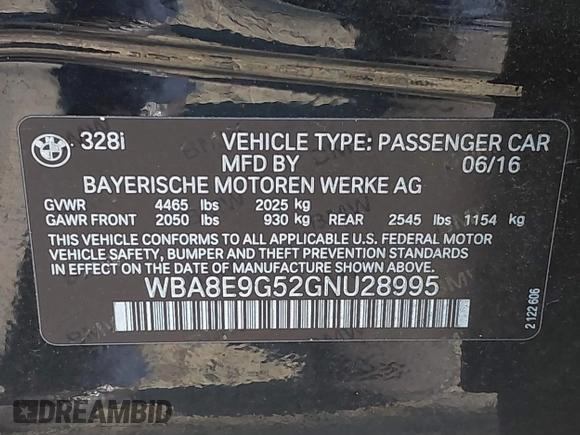 328i VEHICLE TYPE: PASSENGER CAR
MFD BY 06/16
BAYERISCHE MOTOREN WERKE AG
GVWR 4465 lbs 2025 kg
GAWR FRONT 2050 lbs 930 kg REAR 2545 lbs 1154 kg
THIS VEHICLE CONFORMS TO ALL APPLICABLE U.S. FEDERAL MOTOR
VEHICLE SAFETY, BUMPER AND THEFT PREVENTION STANDARDS
IN EFFECT ON THE DATE OF MANUFACTURE SHOWN ABOVE.
WBA8E9G52GNU28995
2 122 606
DREAMBID